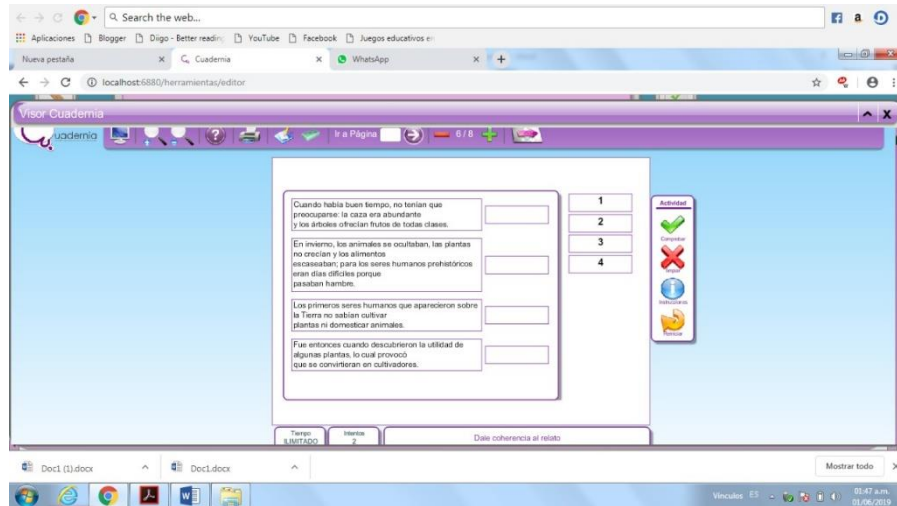 Search the web...
Aplicaciones Blogger Diigo - Better reading Youtube Facebook Juegos educativos en
Nueva pestaña Cuadernia WhatsApp
localhost:6880/herramientas/editor
Visor Cuadernia
uadernia Ir a Página 6 / 8
Cuando había buen tiempo, no tenían que
preocuparse: la caza era abundante
y los árboles ofrecían frutos de todas clases.
En invierno, los animales se ocultaban, las plantas
no crecían y los alimentos
escaseaban; para los seres humanos prehistóricos
eran días difíciles porque
pasaban hambre.
Los primeros seres humanos que aparecieron sobre
la Tierra no sabían cultivar
plantas ni domesticar animales.
Fue entonces cuando descubrieron la utilidad de
algunas plantas, lo cual provocó
que se convirtieran en cultivadores.
1
2
3
4
Actividad
Comprobar
limpiar
Instrucciones
Reiniciar
Tiempo
ILIMITADO
Intentos
2
Dale coherencia al relato
Doc1 (1).docx Doc1.docx Mostrar todo
Vínculos ES 01:47 a.m.
01/06/2019